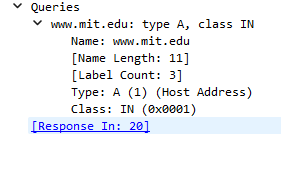 Queries
www.mit.edu: type A, class IN
Name: www.mit.edu
[Name Length: 11]
[Label Count: 3]
Type: A (1) (Host Address)
Class: IN (0x0001)
[Response In: 20]